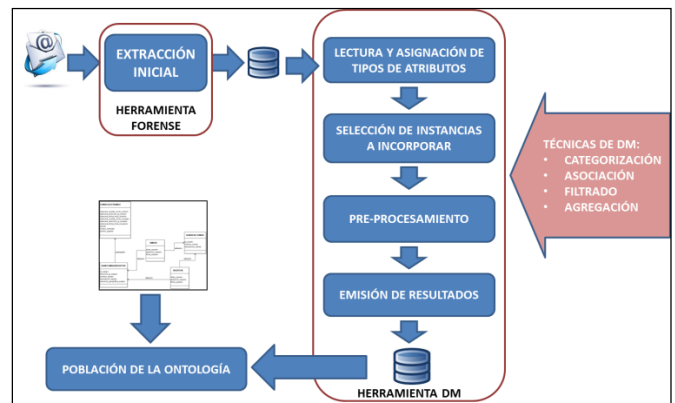 EXTRACCIÓN
INICIAL
HERRAMIENTA
FORENSE
LECTURA Y ASIGNACIÓN DE
TIPOS DE ATRIBUTOS
SELECCIÓN DE INSTANCIAS
A INCORPORAR
PRE-PROCESAMIENTO
EMISIÓN DE RESULTADOS
HERRAMIENTA DM
TÉCNICAS DE DM:
• CATEGORIZACIÓN
• ASOCIACIÓN
• FILTRADO
• AGREGACIÓN
POBLACIÓN DE LA ONTOLOGÍA